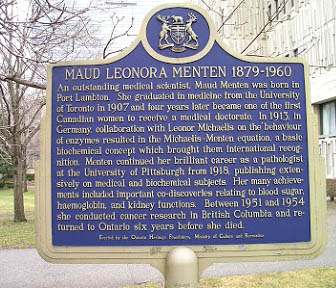 MAUD LEONORA MENTEN 1879-1960
An outstanding medical scientist, Maud Menten was born in
Port Lambton. She graduated in medicine from the University
of Toronto in 1907 and four years later became one of the first
Canadian women to receive a medical doctorate. In 1913, in
Germany, collaboration with Leonor Michaelis on the behaviour
of enzymes resulted in the Michaelis-Menten equation, a basic
biochemical concept which brought them international recog-
nition. Menten continued her brilliant career as a pathologist
at the University of Pittsburgh from 1918, publishing exten-
sively on medical and biochemical subjects. Her many achieve-
ments included important co-discoveries relating to blood sugar,
haemoglobin, and kidney functions. Between 1951 and 1954
she conducted cancer research in British Columbia and re-
turned to Ontario six years before she died.
Erected by the Ontario Heritage Foundation, Ministry of Culture and Recreation